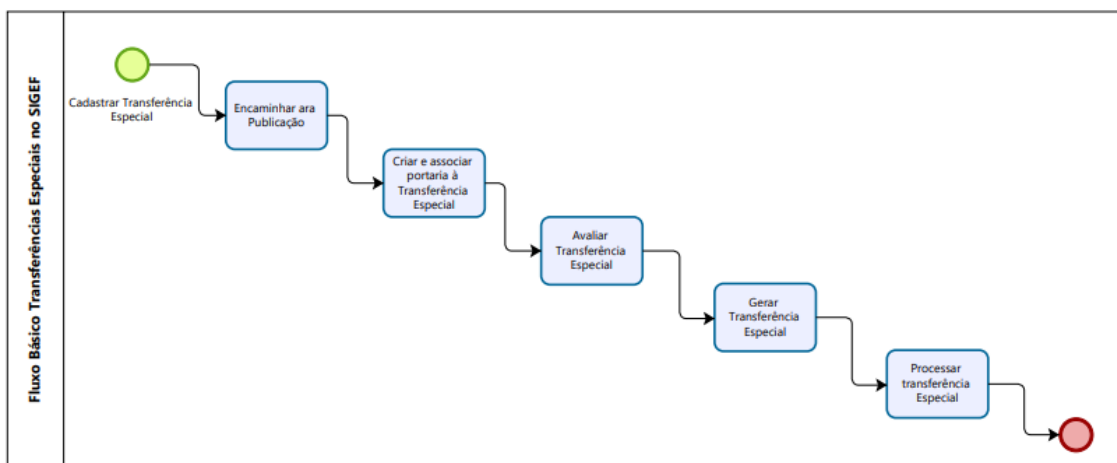 Fluxo Básico Transferências Especiais no SIGEF
Cadastrar Transferência
Especial
Encaminhar ara
Publicação
Criar e associar
portaria à
Transferência
Especial
Avaliar
Transferência
Especial
Gerar
Transferência
Especial
Processar
transferência
Especial